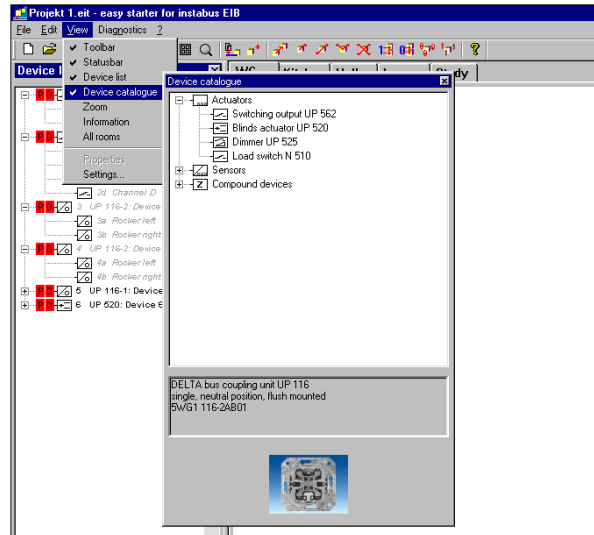 Projekt 1.eit - easy starter for instabus EIB
File Edit View Diagnostics ?
Toolbar
Statusbar
Device list
Device catalogue
Zoom
Information
All rooms
Properties
Settings...
Device l
Device catalogue
Actuators
Switching output UP 562
Blinds actuator UP 520
Dimmer UP 525
Load switch N 510
Sensors
Z Compound devices
2d Channel D
P D 3 UP 116-2: Device
3a Rocker left
3b Rocker right
P D 4 UP 116-2: Device
4a Rocker left
4b Rocker right
P D 5 UP 116-1: Device
P D 6 UP 520: Device 6
DELTA bus coupling unit UP 116
single, neutral position, flush mounted
5WG1 116-2AB01